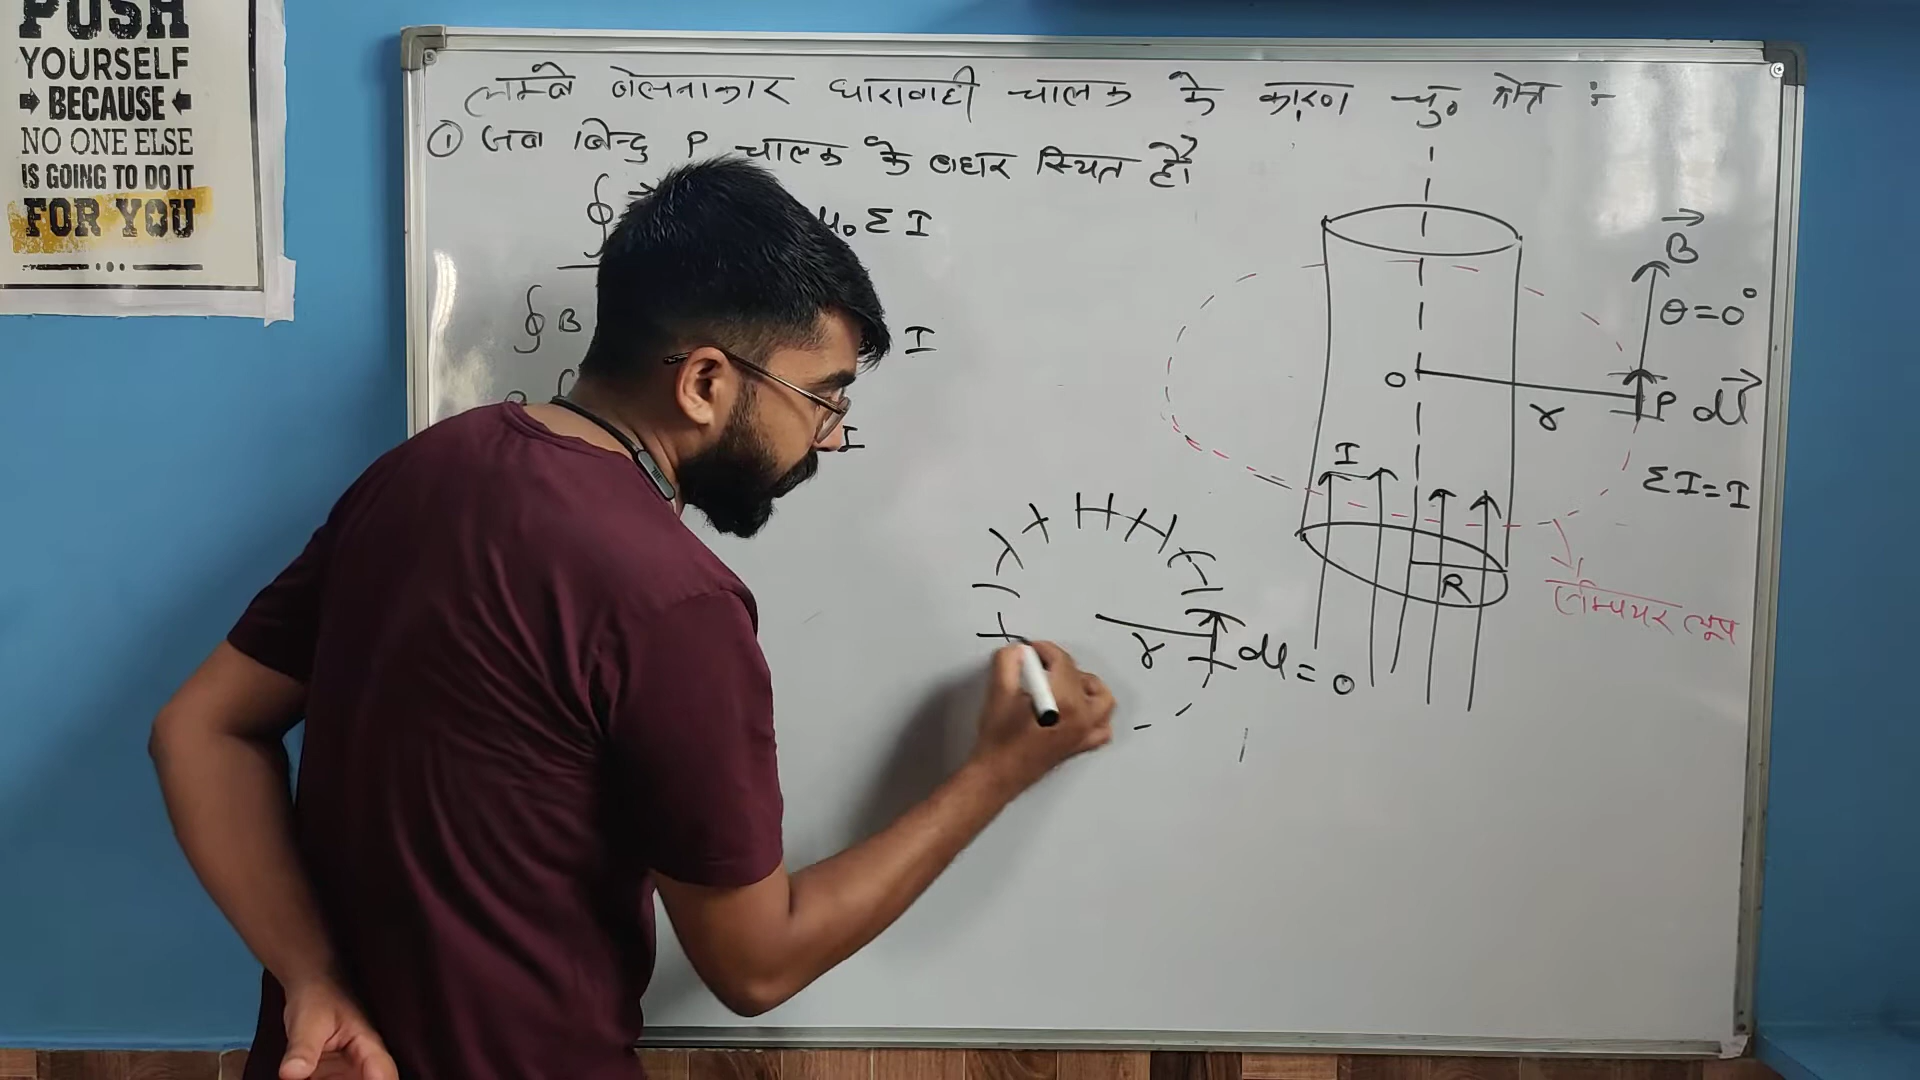 PUSH
YOURSELF
BECAUSE
NO ONE ELSE
IS GOING TO DO IT
FOR YOU
लम्बे बेलनाकार धारावाही चालक के कारण चु० क्षेत्र :-
① जब बिन्दु P चालक के बाहर स्थित है।
∮ μ₀ΣI
∮B I
I
B⃗
θ=0°
O r P dl⃗
ΣI=I
I
R
एम्पियर लूप
r dl=0